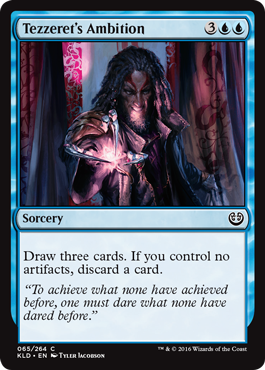 Tezzeret's Ambition 3
Sorcery
Draw three cards. If you control no
artifacts, discard a card.
“To achieve what none have achieved
before, one must dare what none have
dared before.”
065/264 C
KLD • EN TYLER JACOBSON
™ & © 2016 Wizards of the Coast